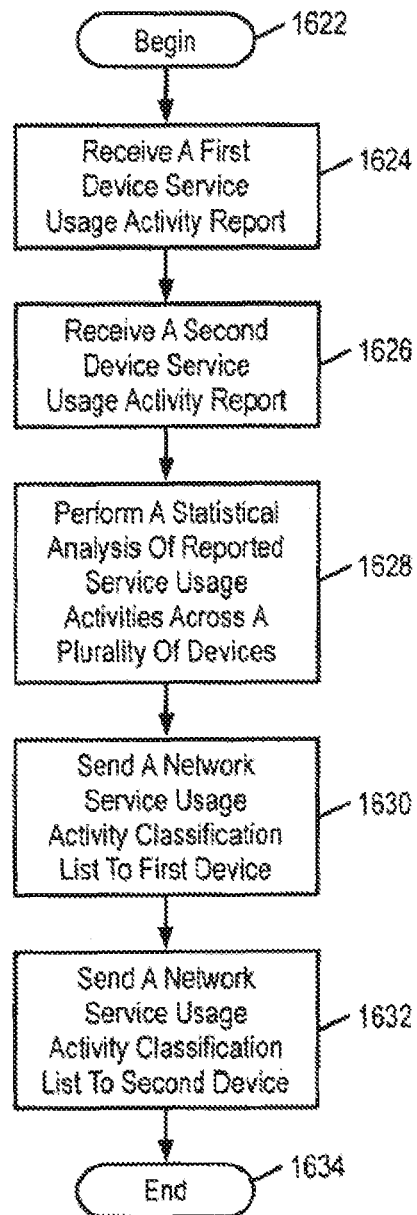 Begin
1622
Receive A First
Device Service
Usage Activity Report
1624
Receive A Second
Device Service
Usage Activity Report
1626
Perform A Statistical
Analysis Of Reported
Service Usage
Activities Across A
Plurality Of Devices
1628
Send A Network
Service Usage
Activity Classification
List To First Device
1630
Send A Network
Service Usage
Activity Classification
List To Second Device
1632
End
1634